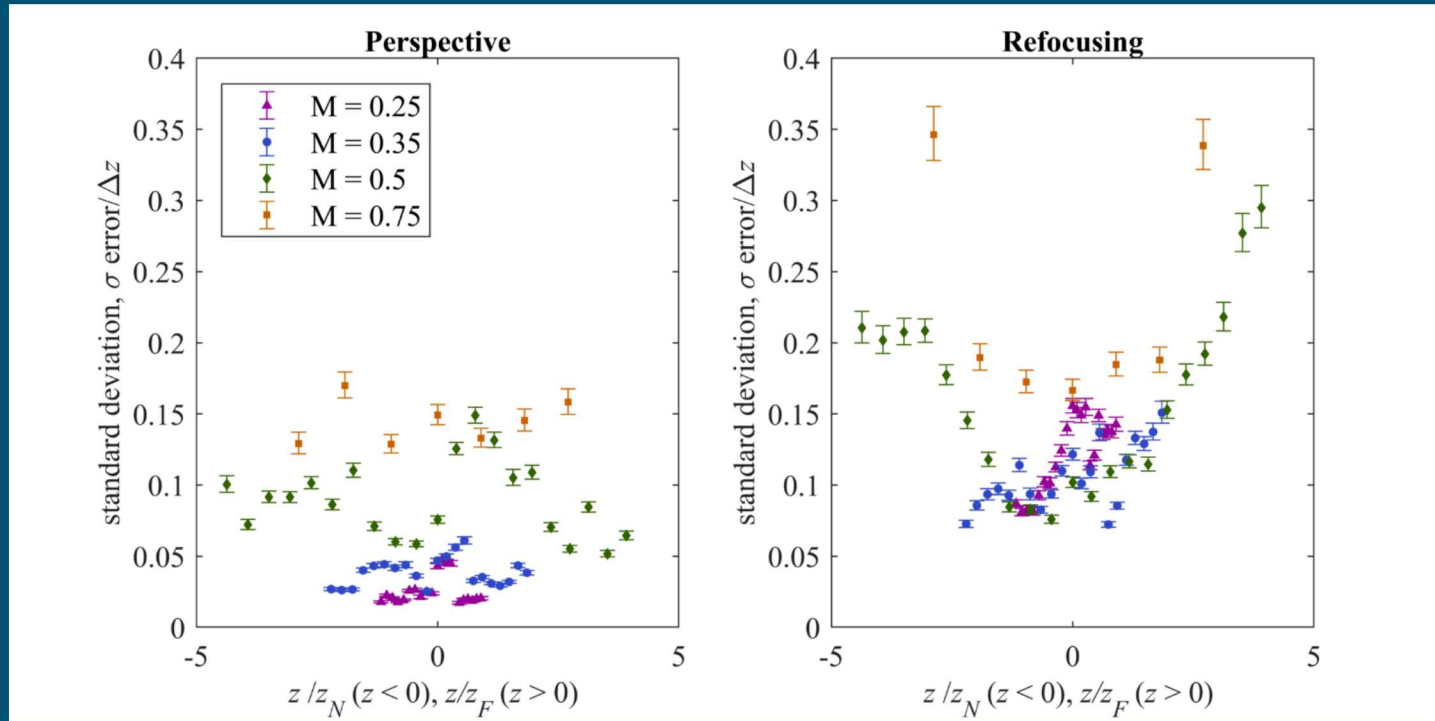 Perspective
0.4
0.35
0.3
0.25
0.2
0.15
0.1
0.05
0
-5
0
5
M = 0.25
M = 0.35
M = 0.5
M = 0.75
standard deviation, σ error/Δz
z /z_N (z < 0), z/z_F (z > 0)
Refocusing
0.4
0.35
0.3
0.25
0.2
0.15
0.1
0.05
0
-5
0
5
standard deviation, σ error/Δz
z /z_N (z < 0), z/z_F (z > 0)